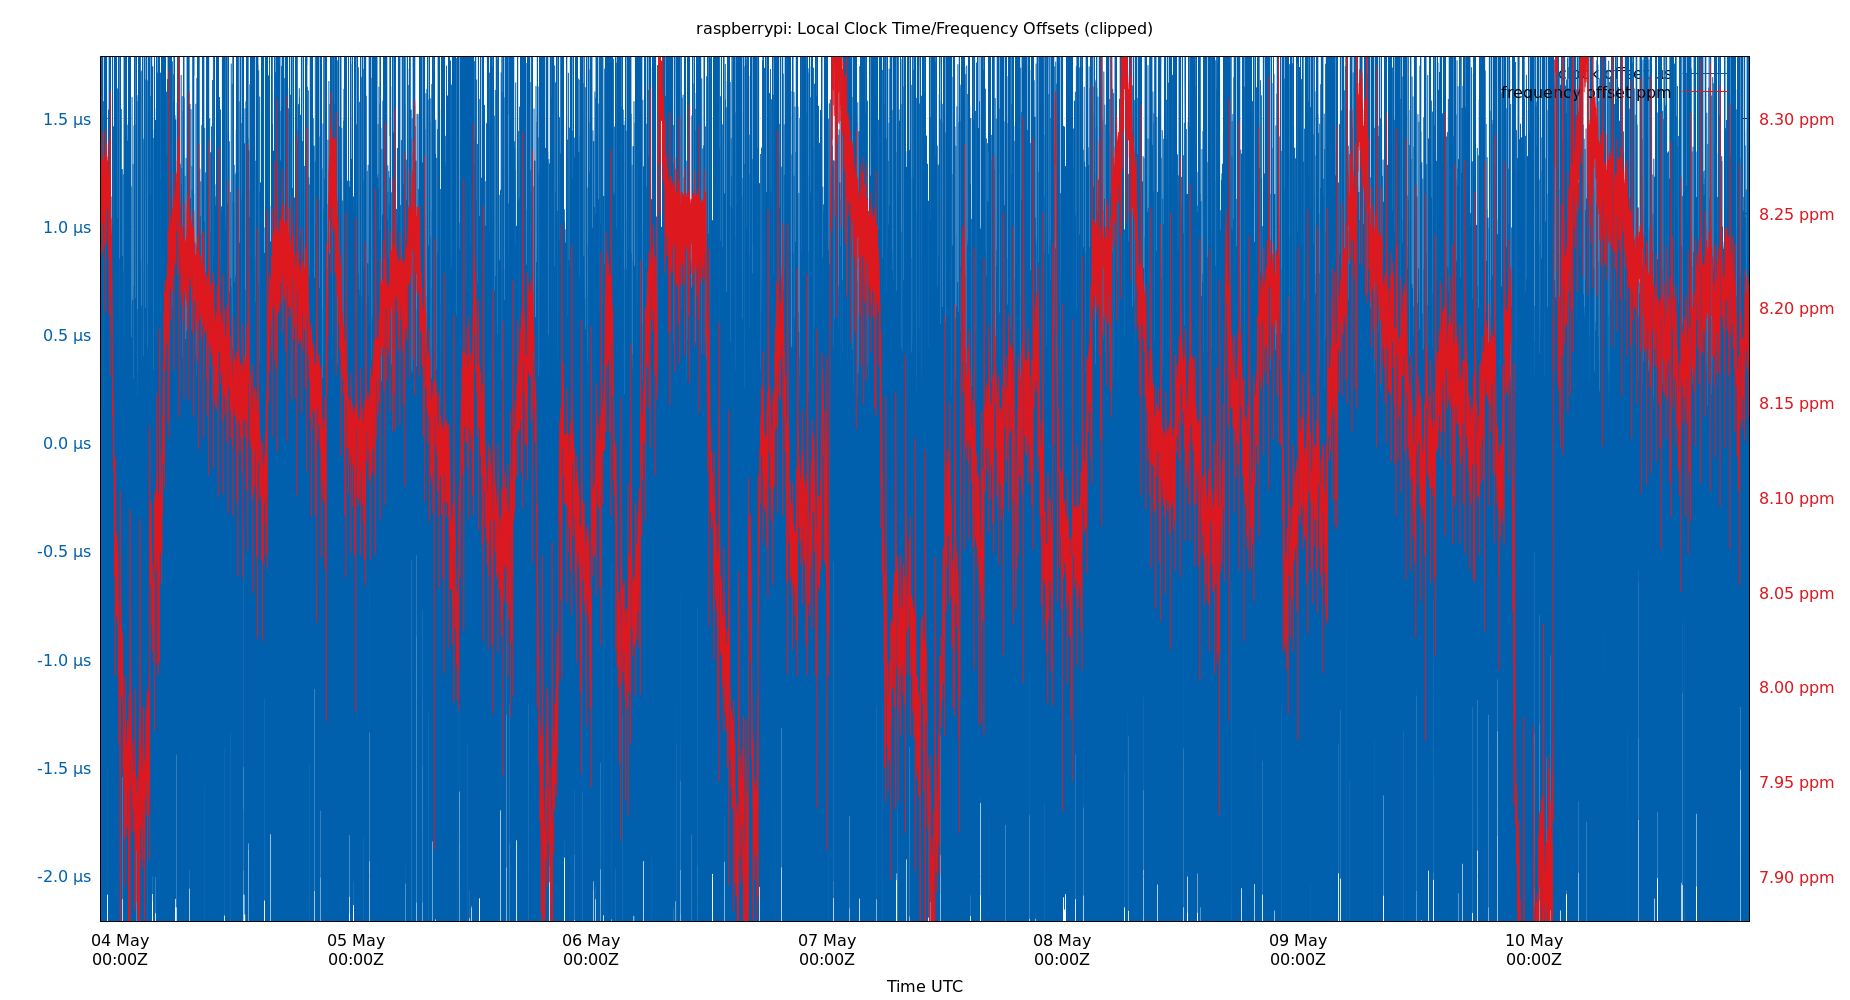 raspberrypi: Local Clock Time/Frequency Offsets (clipped)
clock offset µs
frequency offset ppm
1.5 µs
1.0 µs
0.5 µs
0.0 µs
-0.5 µs
-1.0 µs
-1.5 µs
-2.0 µs
8.30 ppm
8.25 ppm
8.20 ppm
8.15 ppm
8.10 ppm
8.05 ppm
8.00 ppm
7.95 ppm
7.90 ppm
04 May 05 May 06 May 07 May 08 May 09 May 10 May
00:00Z 00:00Z 00:00Z 00:00Z 00:00Z 00:00Z 00:00Z
Time UTC